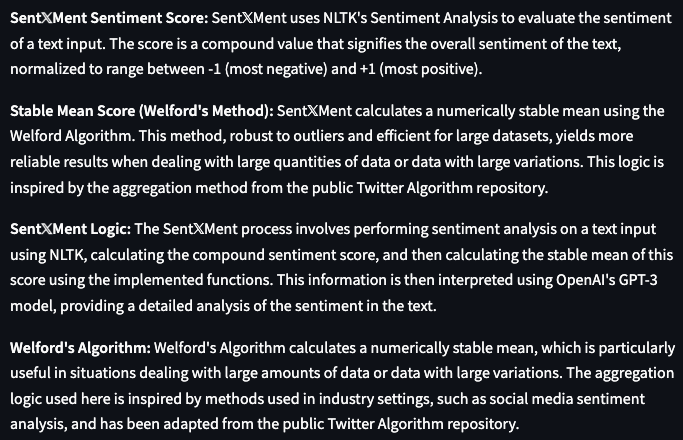 Sent𝕏Ment Sentiment Score: Sent𝕏Ment uses NLTK's Sentiment Analysis to evaluate the sentiment
of a text input. The score is a compound value that signifies the overall sentiment of the text,
normalized to range between -1 (most negative) and +1 (most positive).
Stable Mean Score (Welford's Method): Sent𝕏Ment calculates a numerically stable mean using the
Welford Algorithm. This method, robust to outliers and efficient for large datasets, yields more
reliable results when dealing with large quantities of data or data with large variations. This logic is
inspired by the aggregation method from the public Twitter Algorithm repository.
Sent𝕏Ment Logic: The Sent𝕏Ment process involves performing sentiment analysis on a text input
using NLTK, calculating the compound sentiment score, and then calculating the stable mean of this
score using the implemented functions. This information is then interpreted using OpenAI's GPT-3
model, providing a detailed analysis of the sentiment in the text.
Welford's Algorithm: Welford's Algorithm calculates a numerically stable mean, which is particularly
useful in situations dealing with large amounts of data or data with large variations. The aggregation
logic used here is inspired by methods used in industry settings, such as social media sentiment
analysis, and has been adapted from the public Twitter Algorithm repository.